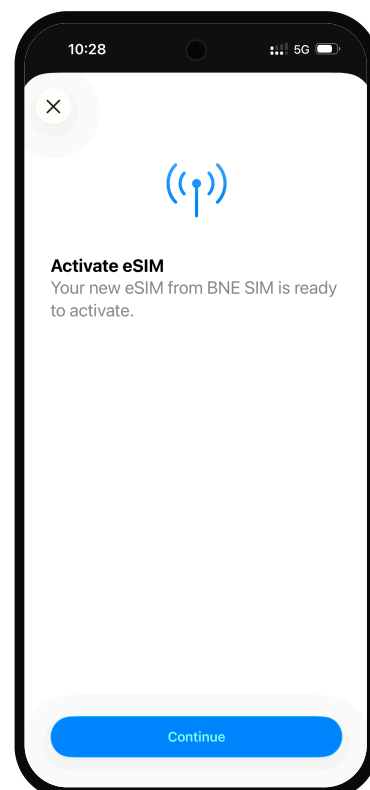 10:28
5G
Activate eSIM
Your new eSIM from BNE SIM is ready
to activate.
Continue